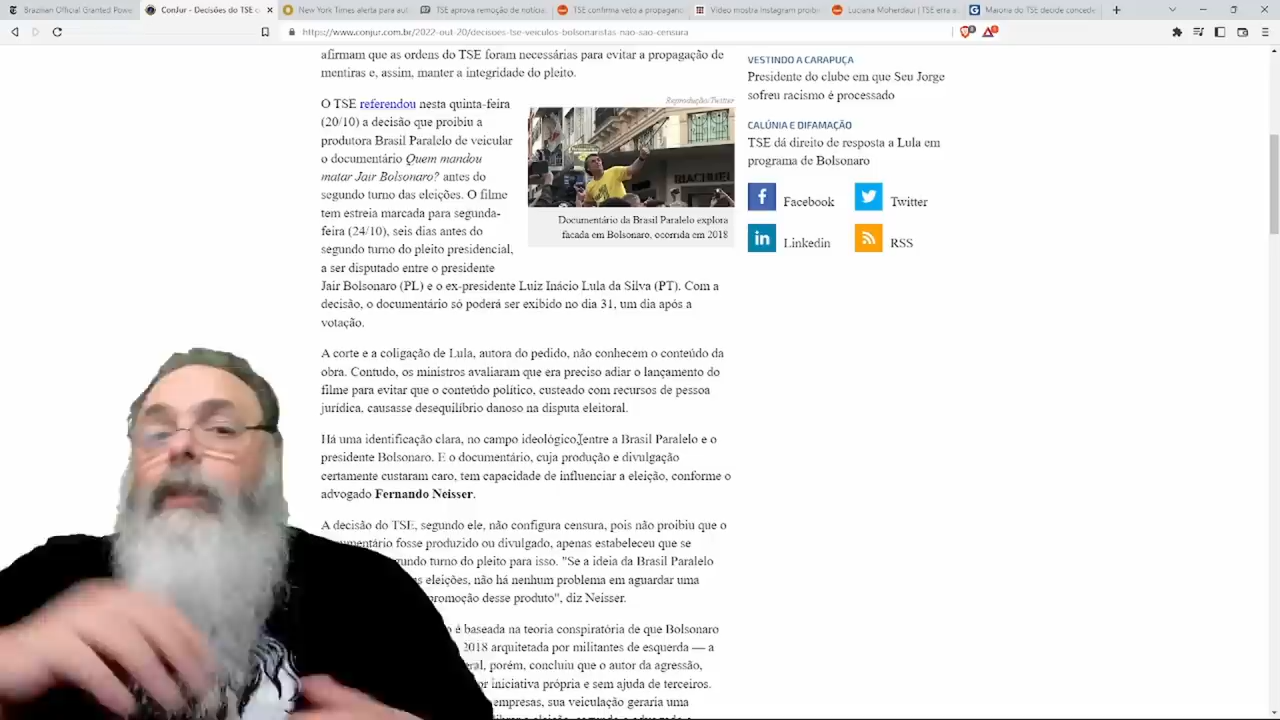 Brazilian Official Granted Power
ConJur - Decisões do TSE c
New York Times alerta para aul
TSE aprova remoção de notícia
TSE confirma veto a propagan
Vídeo mostra Instagram proib
Luciana Moherdaui | TSE erra a
Maioria do TSE decide conced
https://www.conjur.com.br/2022-out-20/decisoes-tse-veiculos-bolsonaristas-nao-sao-censura
afirmam que as ordens do TSE foram necessárias para evitar a propagação de
mentiras e, assim, manter a integridade do pleito.
O TSE referendou nesta quinta-feira
(20/10) a decisão que proibiu a
produtora Brasil Paralelo de veicular
o documentário Quem mandou
matar Jair Bolsonaro? antes do
segundo turno das eleições. O filme
tem estreia marcada para segunda-
feira (24/10), seis dias antes do
segundo turno do pleito presidencial,
a ser disputado entre o presidente
Jair Bolsonaro (PL) e o ex-presidente Luiz Inácio Lula da Silva (PT). Com a
decisão, o documentário só poderá ser exibido no dia 31, um dia após a
votação.
Reprodução/Twitter
RIACHUEL
Documentário da Brasil Paralelo explora
facada em Bolsonaro, ocorrida em 2018
A corte e a coligação de Lula, autora do pedido, não conhecem o conteúdo da
obra. Contudo, os ministros avaliaram que era preciso adiar o lançamento do
filme para evitar que o conteúdo político, custeado com recursos de pessoa
jurídica, causasse desequilíbrio danoso na disputa eleitoral.
Há uma identificação clara, no campo ideológico, entre a Brasil Paralelo e o
presidente Bolsonaro. E o documentário, cuja produção e divulgação
certamente custaram caro, tem capacidade de influenciar a eleição, conforme o
advogado Fernando Neisser.
A decisão do TSE, segundo ele, não configura censura, pois não proibiu que o
umentário fosse produzido ou divulgado, apenas estabeleceu que se
gundo turno do pleito para isso. "Se a ideia da Brasil Paralelo
s eleições, não há nenhum problema em aguardar uma
promoção desse produto", diz Neisser.
o é baseada na teoria conspiratória de que Bolsonaro
2018 arquitetada por militantes de esquerda — a
eral, porém, concluiu que o autor da agressão,
or iniciativa própria e sem ajuda de terceiros.
empresas, sua veiculação geraria uma
VESTINDO A CARAPUÇA
Presidente do clube em que Seu Jorge
sofreu racismo é processado
CALÚNIA E DIFAMAÇÃO
TSE dá direito de resposta a Lula em
programa de Bolsonaro
Facebook
Twitter
Linkedin
RSS